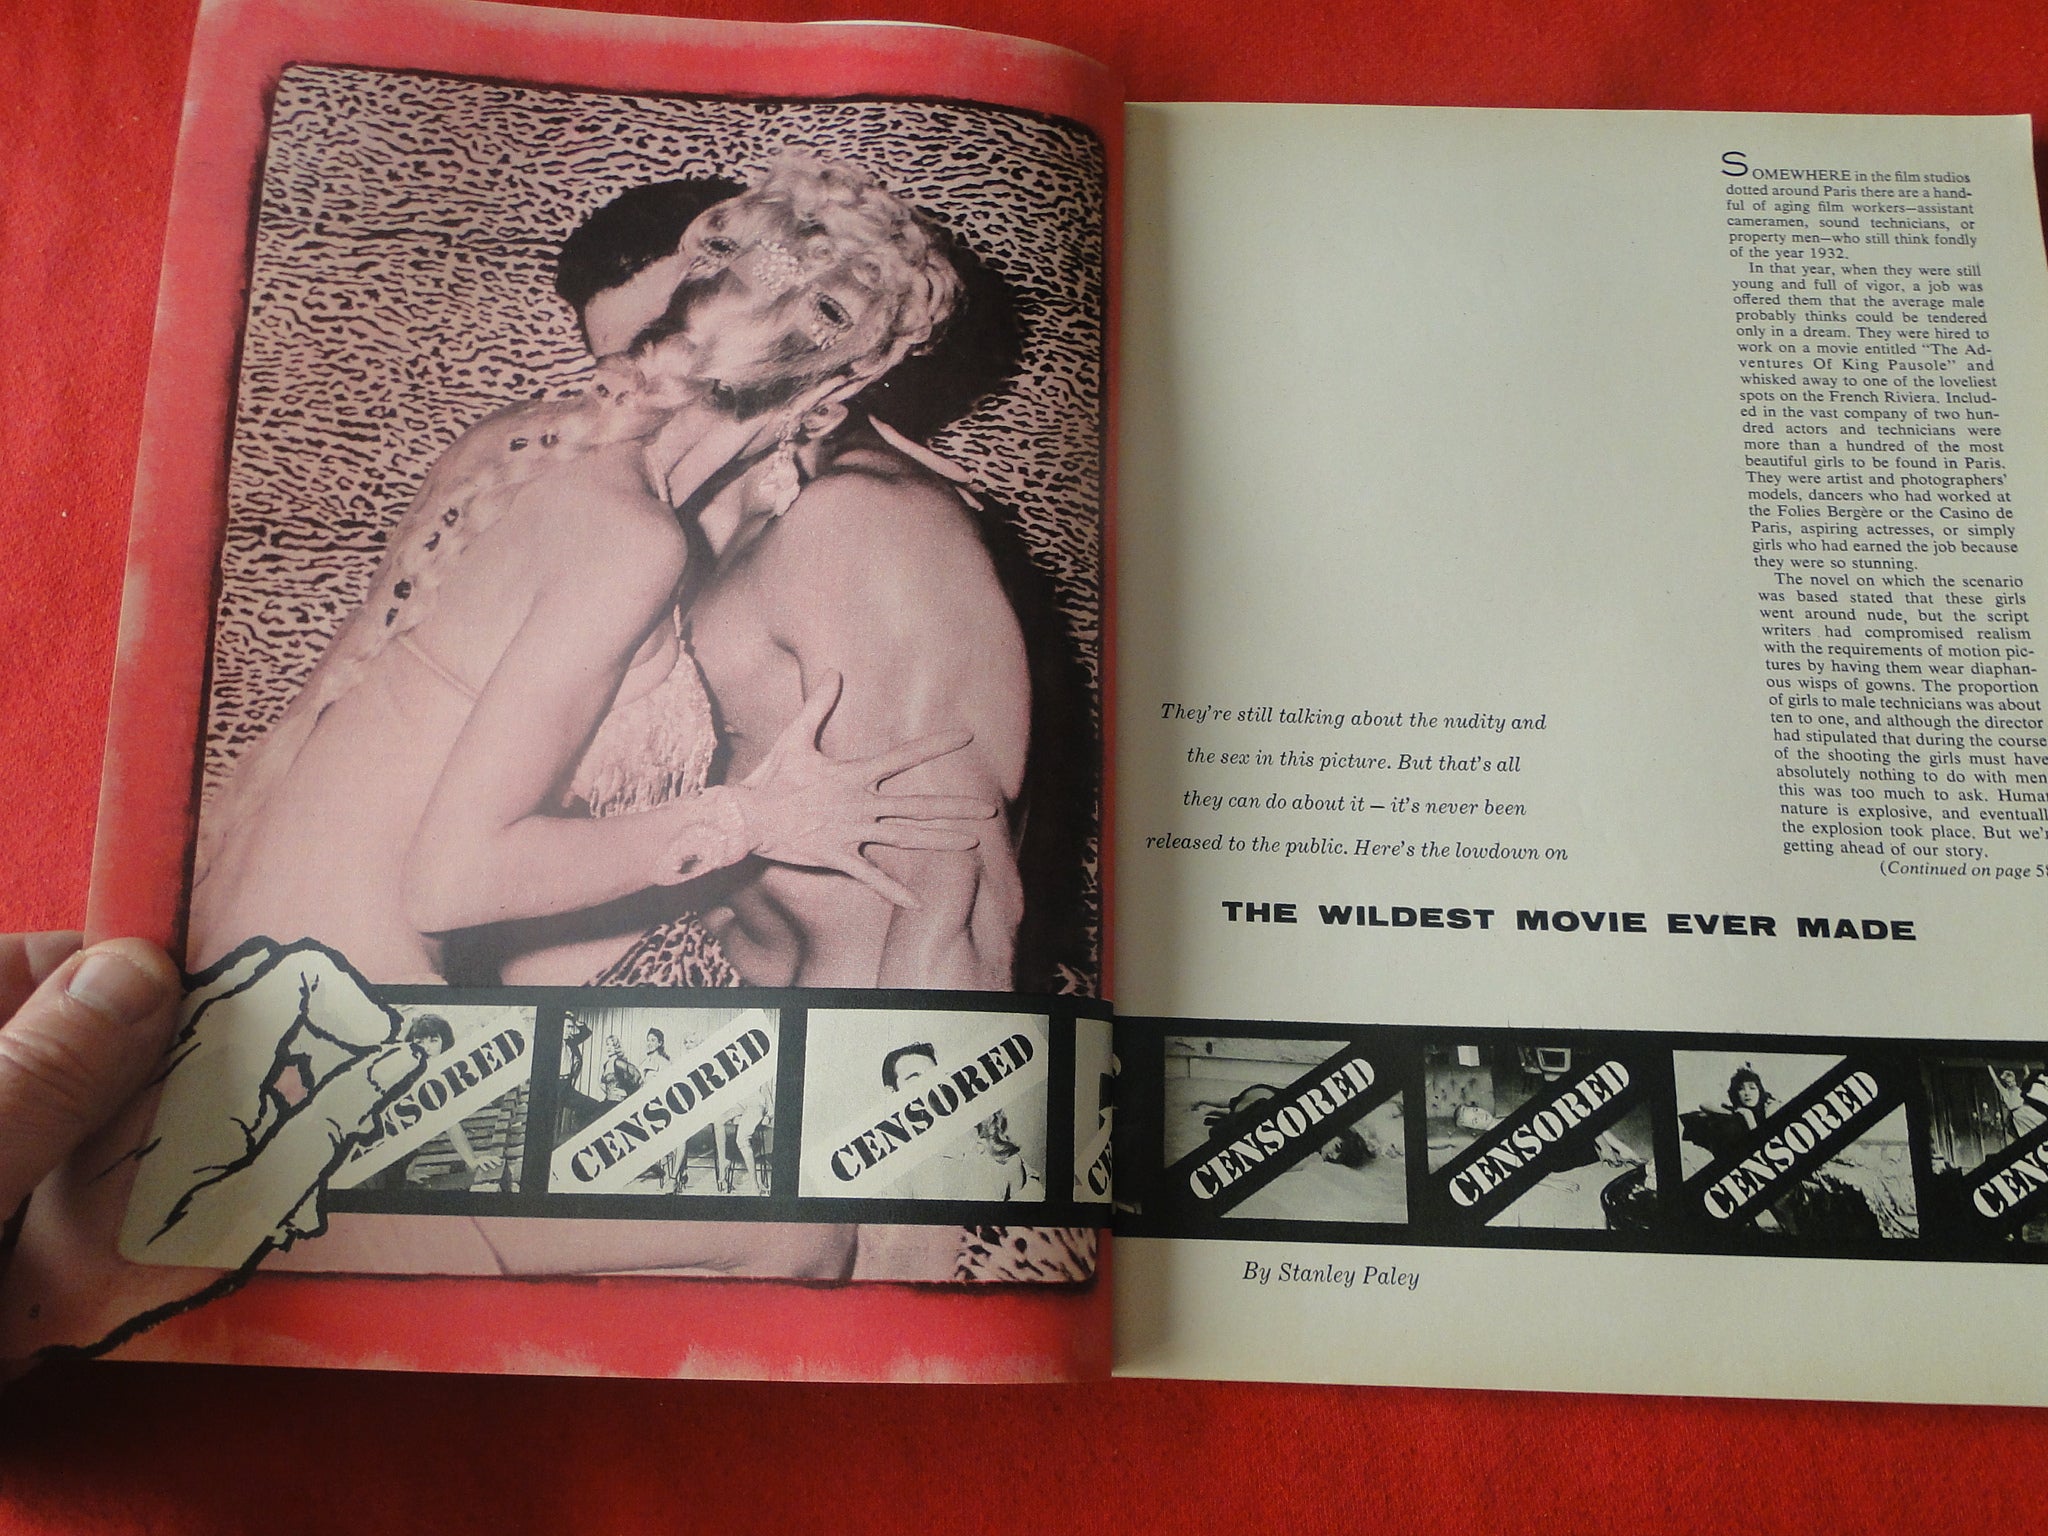 SOMEWHERE in the film studios
dotted around Paris there are a hand-
ful of aging film workers—assistant
cameramen, sound technicians, or
property men—who still think fondly
of the year 1932.
In that year, when they were still
young and full of vigor, a job was
offered them that the average male
probably thinks could be tendered
only in a dream. They were hired to
work on a movie entitled "The Ad-
ventures Of King Pausole" and
whisked away to one of the loveliest
spots on the French Riviera. Includ-
ed in the vast company of two hun-
dred actors and technicians were
more than a hundred of the most
beautiful girls to be found in Paris.
They were artist and photographers'
models, dancers who had worked at
the Folies Bergère or the Casino de
Paris, aspiring actresses, or simply
girls who had earned the job because
they were so stunning.
The novel on which the scenario
was based stated that these girls
went around nude, but the script
writers had compromised realism
with the requirements of motion pic-
tures by having them wear diaphan-
ous wisps of gowns. The proportion
of girls to male technicians was about
ten to one, and although the director
had stipulated that during the course
of the shooting the girls must have
absolutely nothing to do with men
this was too much to ask. Human
nature is explosive, and eventuall
the explosion took place. But we'r
getting ahead of our story.
(Continued on page 58
They're still talking about the nudity and
the sex in this picture. But that's all
they can do about it — it's never been
released to the public. Here's the lowdown on
THE WILDEST MOVIE EVER MADE
NSORED
CENSORED
CENSORED
CE
CENSORED
CENSORED
CENSORED
CENS
By Stanley Paley